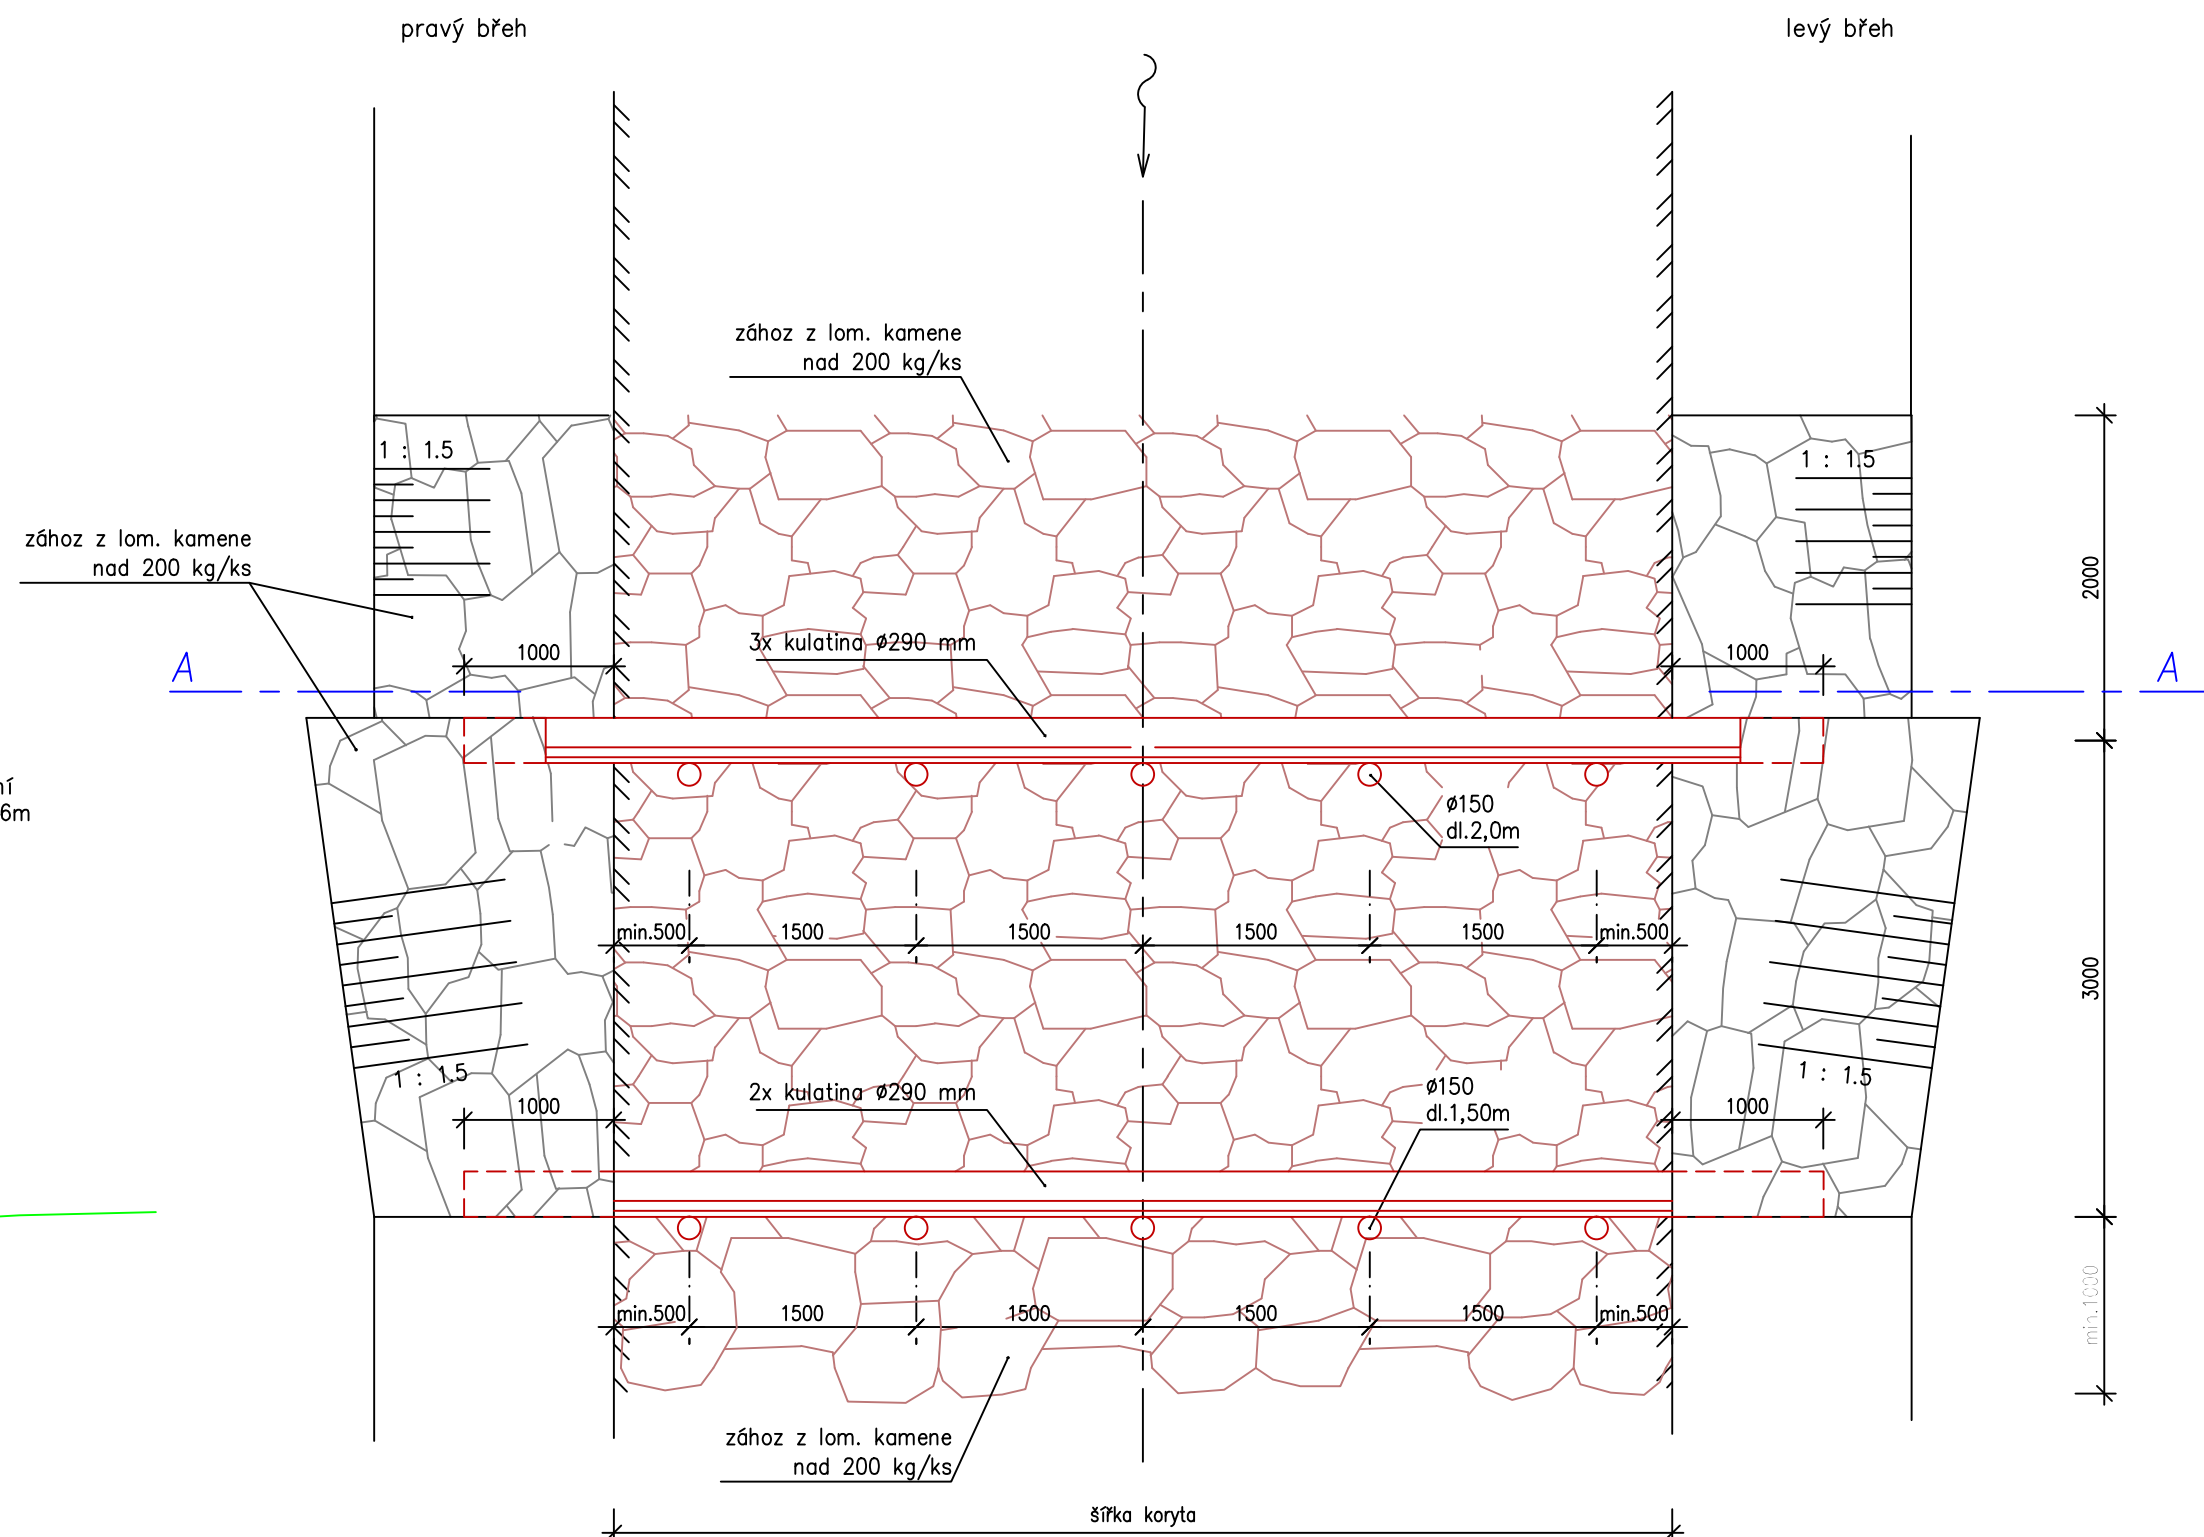 pravý břeh
levý břeh
zához z lom. kamene
nad 200 kg/ks
1 : 1.5
1 : 1.5
zához z lom. kamene
nad 200 kg/ks
2000
3x kulatina ø290 mm
1000
1000
A
A
ní
6m
ø150
dl.2,0m
min.500
1500
1500
1500
1500
min.500
3000
1 : 1.5
1 : 1.5
2x kulatina ø290 mm
ø150
dl.1,50m
1000
1000
min.1000
min.500
1500
1500
1500
1500
min.500
zához z lom. kamene
nad 200 kg/ks
šířka koryta